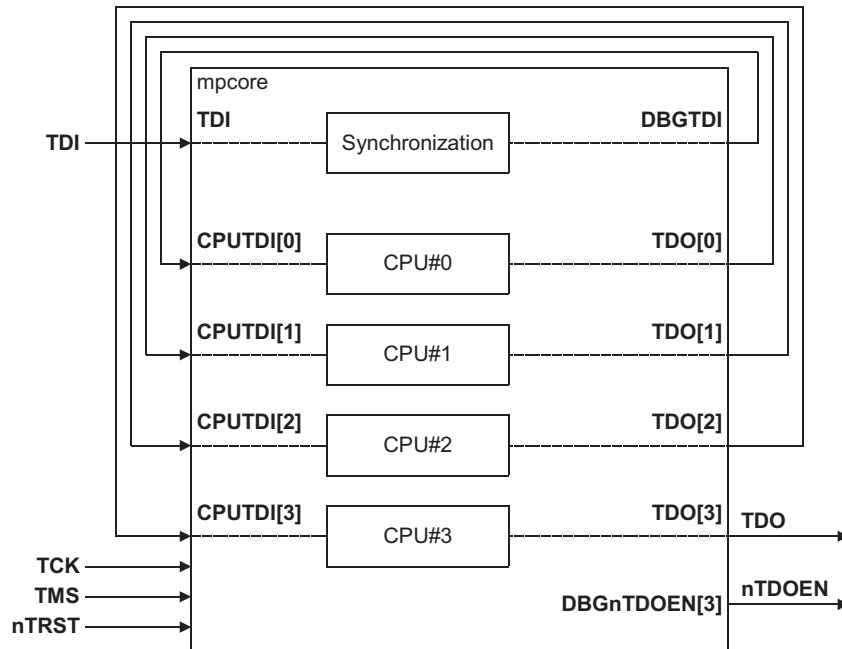 mpcore
TDI
DBGTDI
TDI
Synchronization
CPUTDI[0]
TDO[0]
CPU#0
CPUTDI[1]
TDO[1]
CPU#1
CPUTDI[2]
TDO[2]
CPU#2
CPUTDI[3]
TDO[3]
TDO
CPU#3
TCK
TMS
nTDOEN
DBGnTDOEN[3]
nTRST